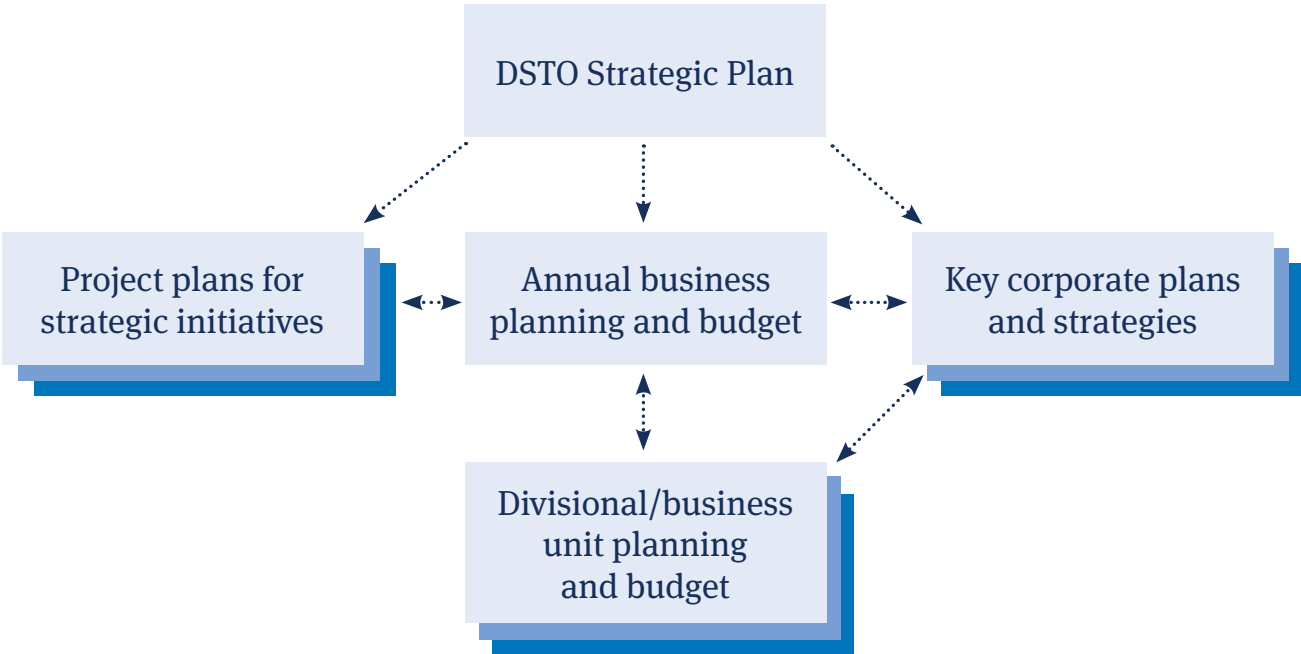 DSTO Strategic Plan
Project plans for
strategic initiatives
Annual business
planning and budget
Key corporate plans
and strategies
Divisional/business
unit planning
and budget